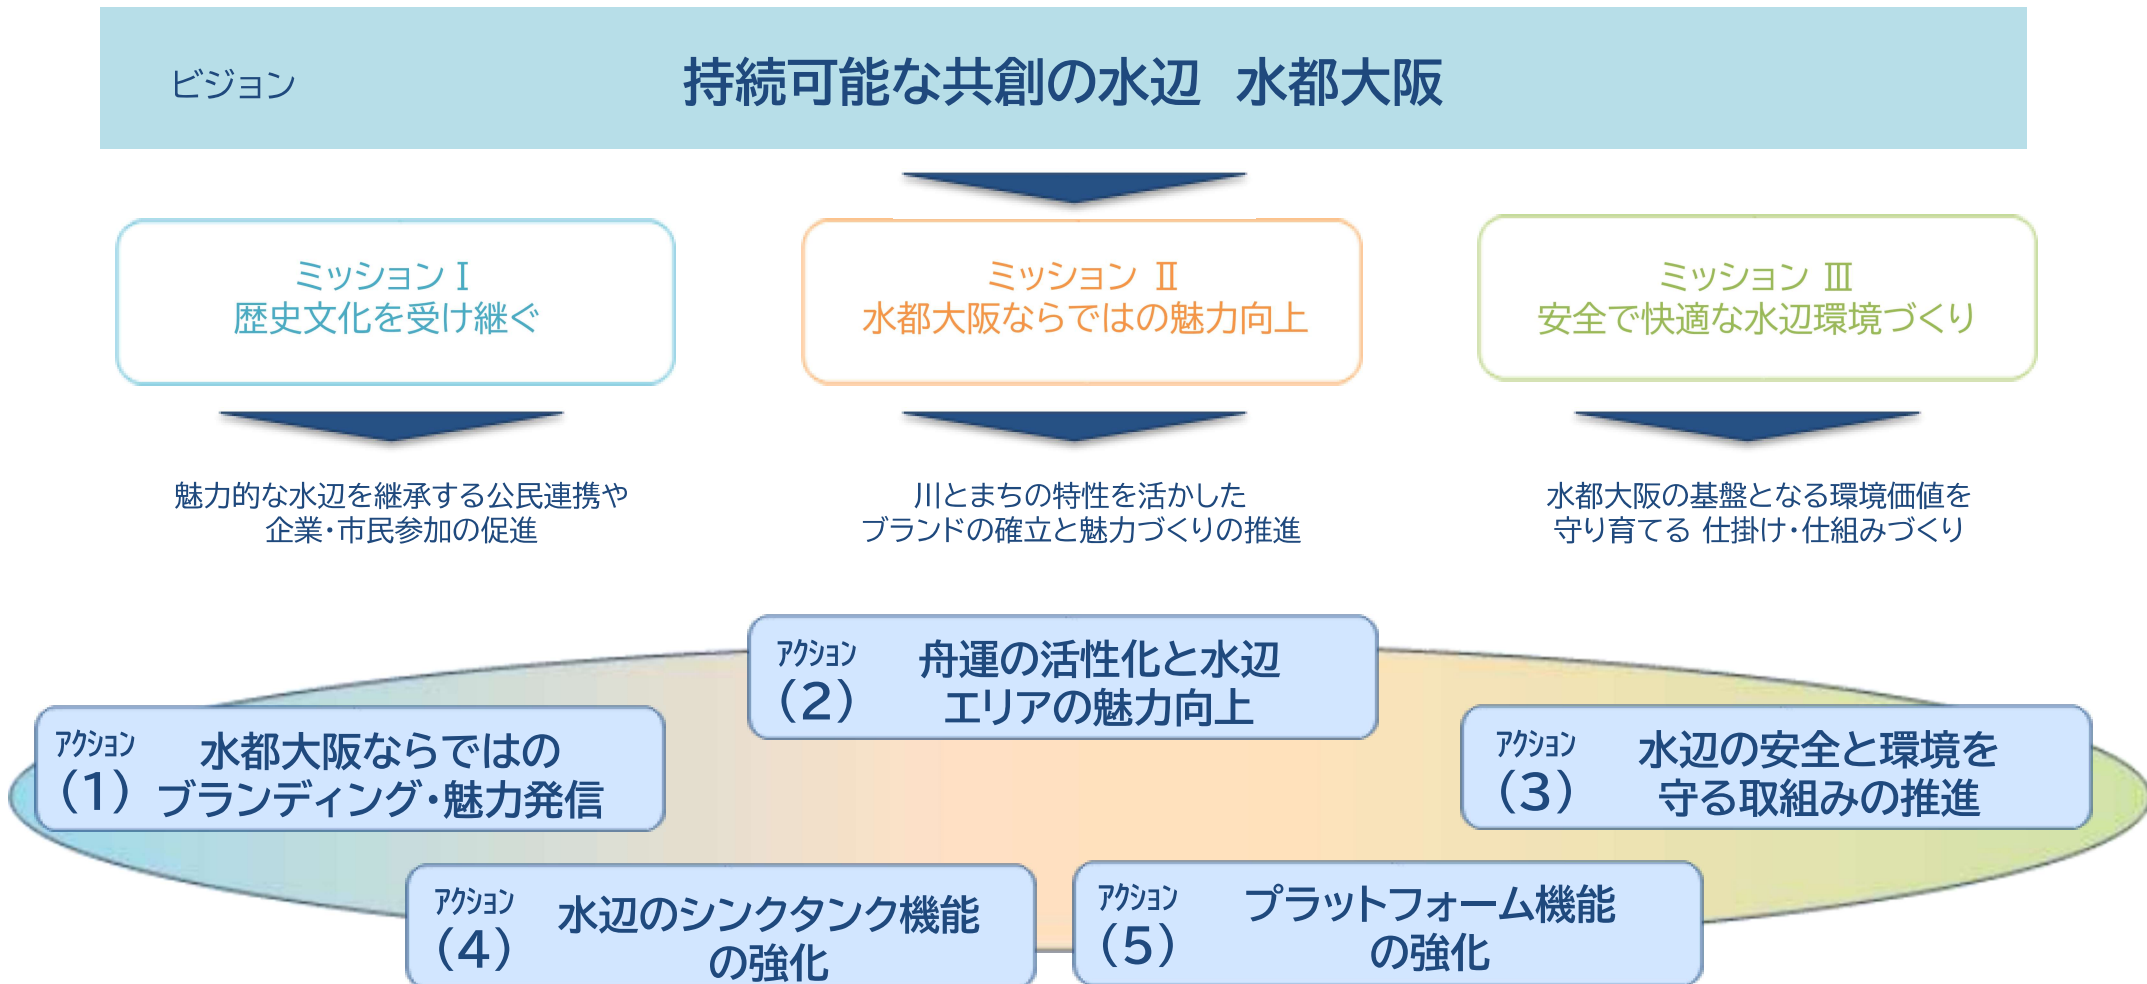 ビジョン
持続可能な共創の水辺　水都大阪
ミッション Ⅰ
歴史文化を受け継ぐ
ミッション Ⅱ
水都大阪ならではの魅力向上
ミッション Ⅲ
安全で快適な水辺環境づくり
魅力的な水辺を継承する公民連携や
企業・市民参加の促進
川とまちの特性を活かした
ブランドの確立と魅力づくりの推進
水都大阪の基盤となる環境価値を
守り育てる 仕掛け・仕組みづくり
ｱｸｼｮﾝ
（1）
水都大阪ならではの
ブランディング・魅力発信
ｱｸｼｮﾝ
（2）
舟運の活性化と水辺
エリアの魅力向上
ｱｸｼｮﾝ
（3）
水辺の安全と環境を
守る取組みの推進
ｱｸｼｮﾝ
（4）
水辺のシンクタンク機能
の強化
ｱｸｼｮﾝ
（5）
プラットフォーム機能
の強化